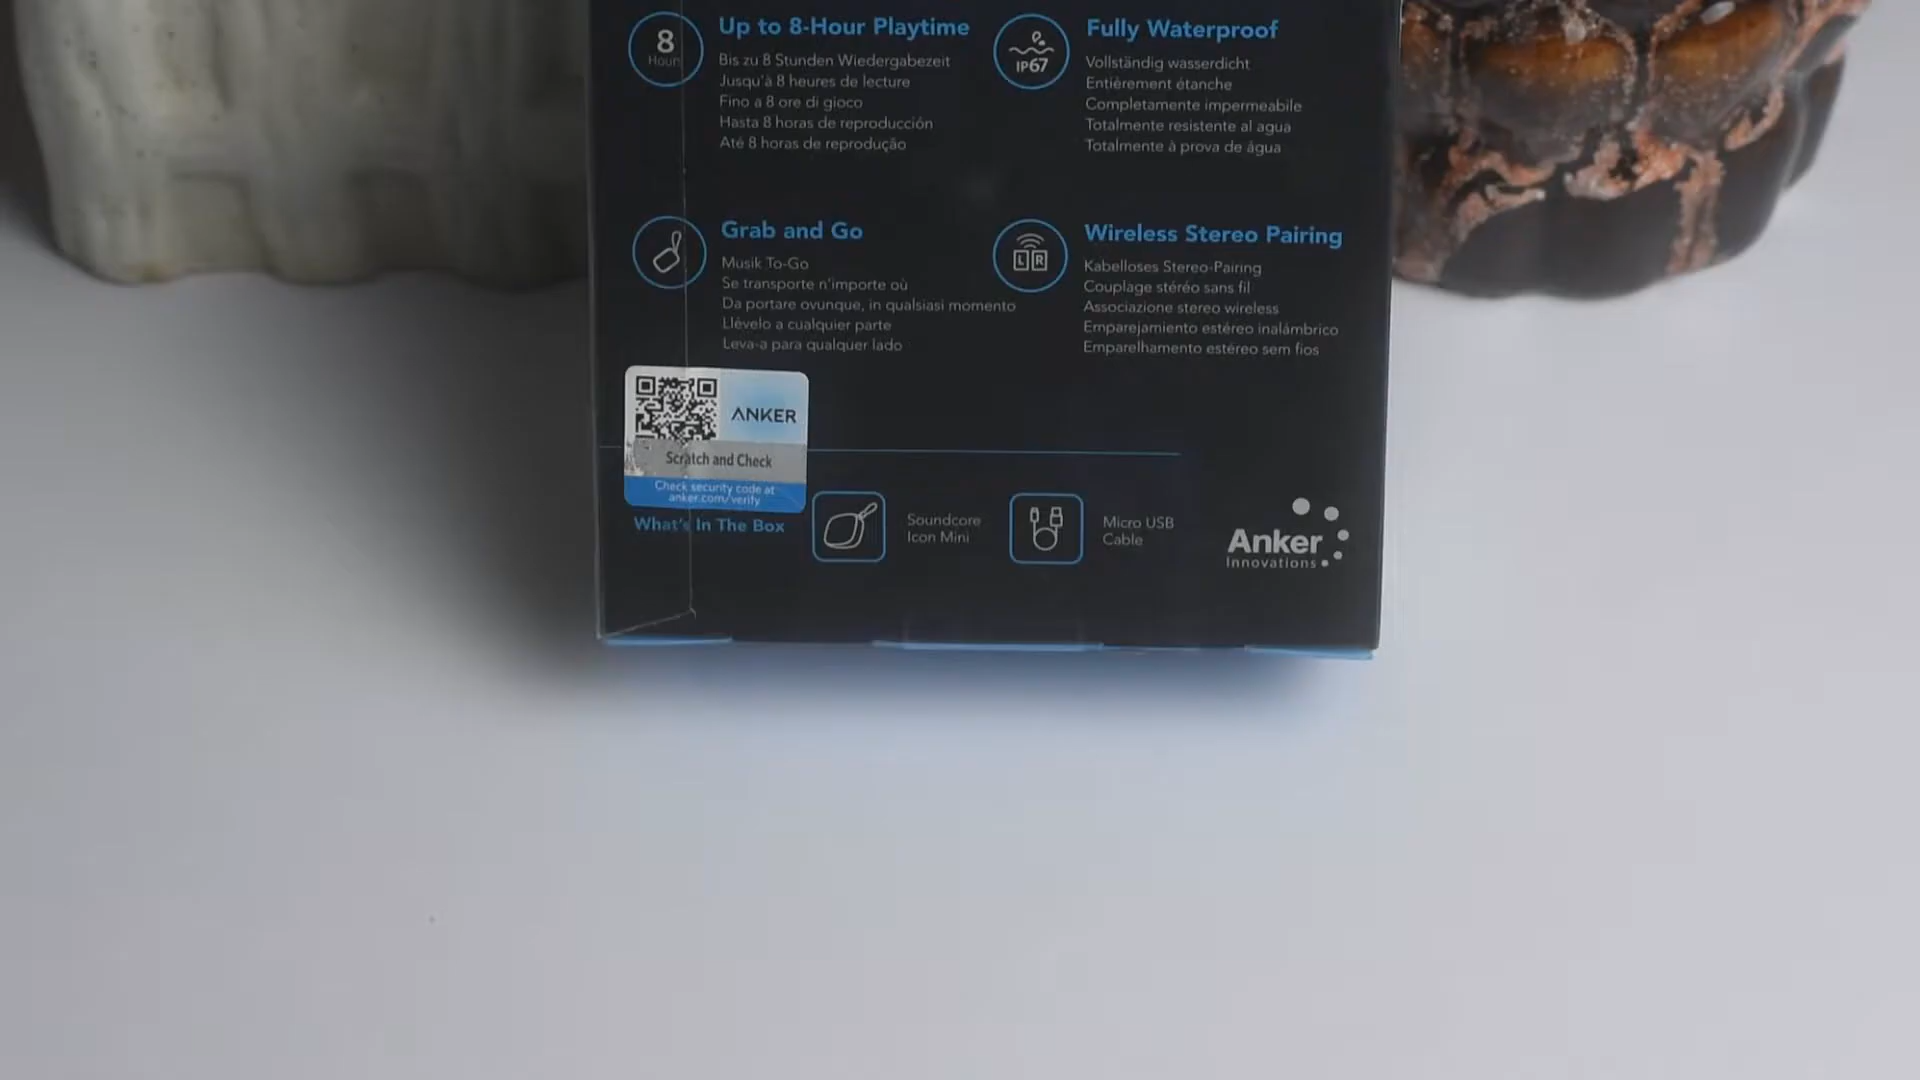 8
Hour
Up to 8-Hour Playtime
Bis zu 8 Stunden Wiedergabezeit
Jusqu'à 8 heures de lecture
Fino a 8 ore di gioco
Hasta 8 horas de reproducción
Até 8 horas de reprodução
IP67
Fully Waterproof
Vollständig wasserdicht
Entièrement étanche
Completamente impermeabile
Totalmente resistente al agua
Totalmente à prova de água
Grab and Go
Musik To-Go
Se transporte n'importe où
Da portare ovunque, in qualsiasi momento
Llévelo a cualquier parte
Leva-a para qualquer lado
L R
Wireless Stereo Pairing
Kabelloses Stereo-Pairing
Couplage stéréo sans fil
Associazione stereo wireless
Emparejamiento estéreo inalámbrico
Emparelhamento estéreo sem fios
ANKER
Scratch and Check
Check security code at
anker.com/verify
What's In The Box
Soundcore
Icon Mini
Micro USB
Cable
Anker
Innovations